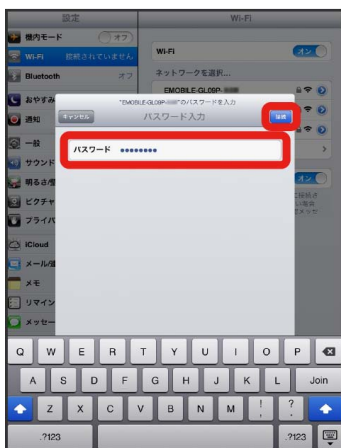 設定
Wi-Fi
機内モード
オフ
Wi-Fi 接続されていません
Bluetooth オフ
おやすみ
通知
一般
サウンド
明るさ/壁
ピクチャ
プライバ
iCloud
メール/連
メモ
リマイン
メッセー
Wi-Fi
オン
ネットワークを選択...
EMOBILE-GL08P-
オン
"EMOBILE-GL08P- "のパスワードを入力
キャンセル
パスワード入力
接続
パスワード ••••••••
Q W E R T Y U I O P
A S D F G H J K L Join
Z X C V B N M ! , ? .
.?123 .?123